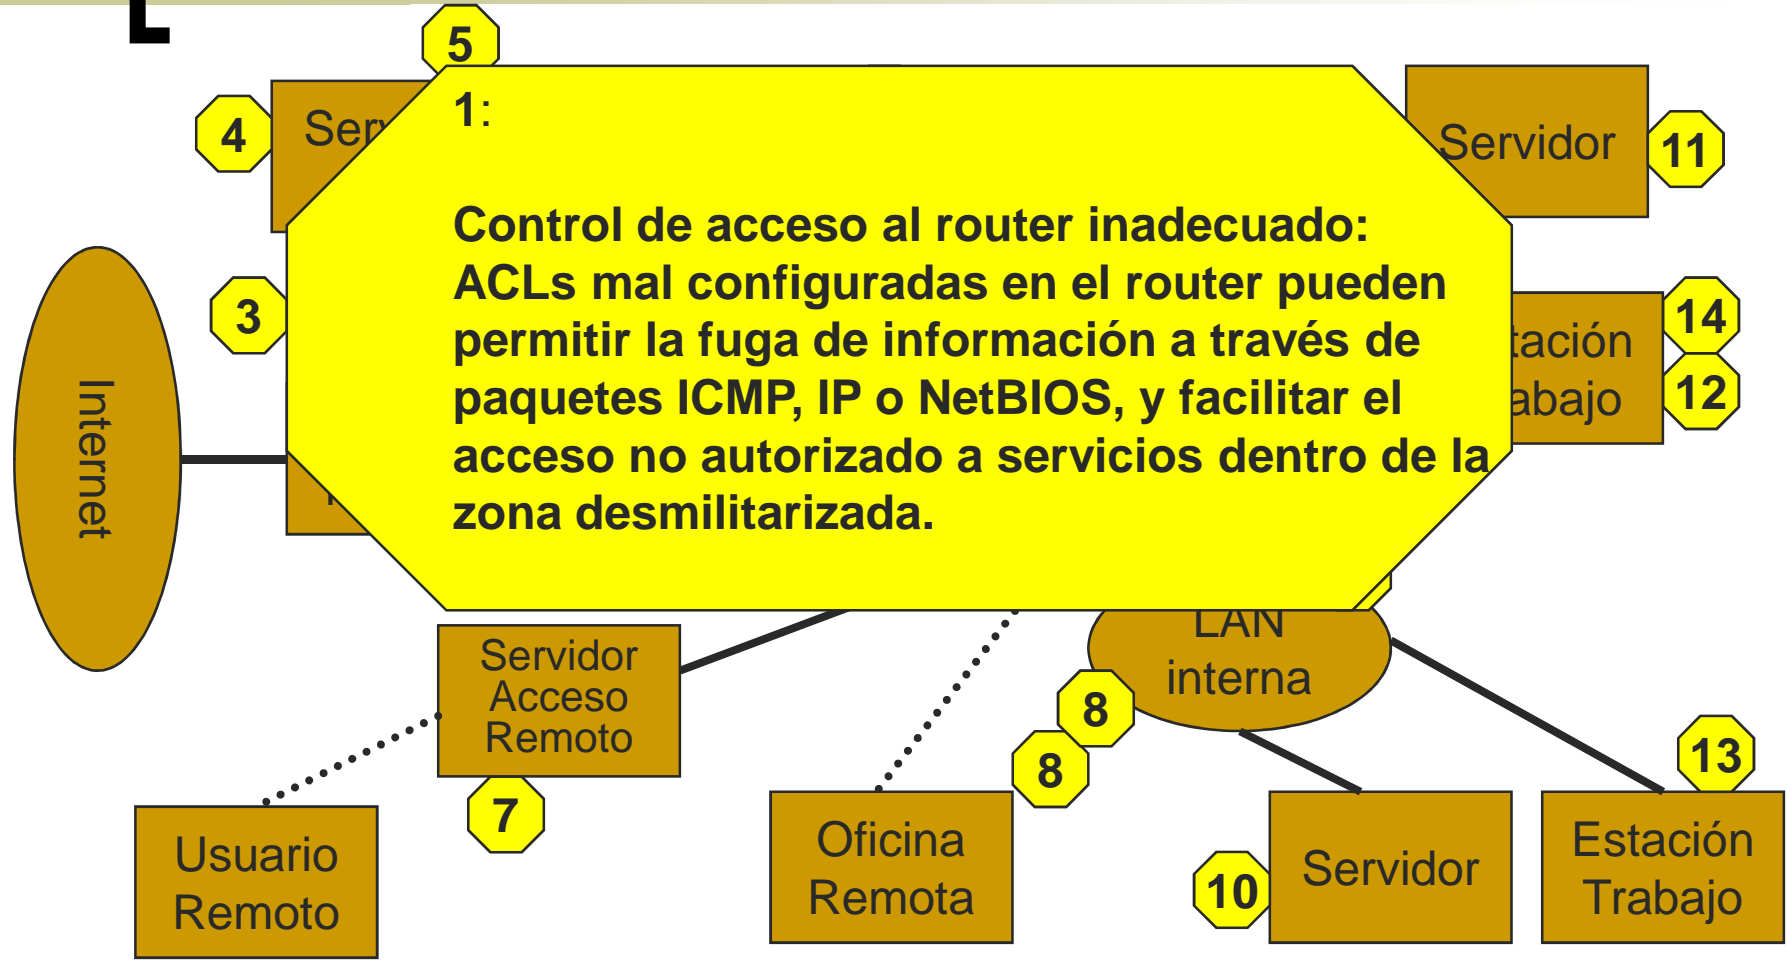 5
4
1:
Servidor
11
Control de acceso al router inadecuado:
ACLs mal configuradas en el router pueden
permitir la fuga de información a través de
paquetes ICMP, IP o NetBIOS, y facilitar el
acceso no autorizado a servicios dentro de la
zona desmilitarizada.
3
14
12
Internet
LAN
interna
Servidor
Acceso
Remoto
8
8
7
13
Usuario
Remoto
Oficina
Remota
10
Servidor
Estación
Trabajo